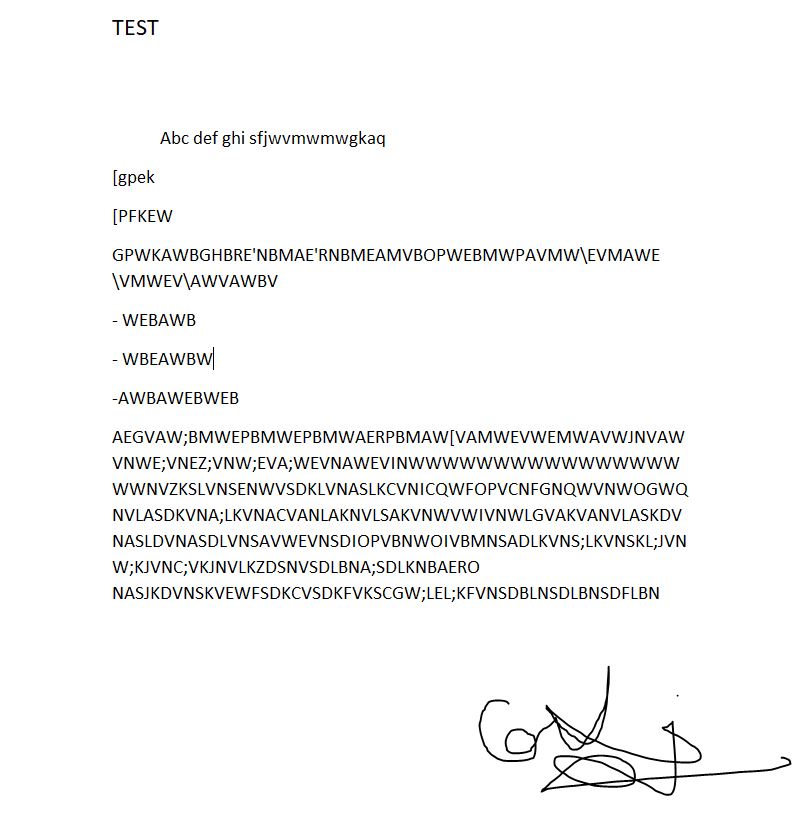 TEST
Abc def ghi sfjwvmwmwgkaq
[gpek
[PFKEW
GPWKAWBGHBRE'NBMAE'RNBMEAMVBOPWEBMWPAVMW\EVMAWE
\VMWEV\AWVAWBV
- WEBAWB
- WBEAWBW
-AWBAWEBWEB
AEGVAW;BMWEPBMWEPBMWAERPBMAW[VAMWEVWEMWAVWJNVAW
VNWE;VNEZ;VNW;EVA;WEVNAWEVINWWWWWWWWWWWWWWWWW
WWNVZKSLVNSENWVSDKLVNASLKCVNICQWFOPVCNFGNQWVNWOGWQ
NVLASDKVNA;LKVNACVANLAKNVLSAKVNWVWIVNWLGVAKVANVLASKDV
NASLDVNASDLVNSAVWEVNSDIOPVBNWOIVBMNSADLKVNS;LKVNSKL;JVN
W;KJVNC;VKJNVLKZDSNVSDLBNA;SDLKNBAERO
NASJKDVNSKVEWFSDKCVSDKFVKSCGW;LEL;KFVNSDBLNSDLBNSDFLBN